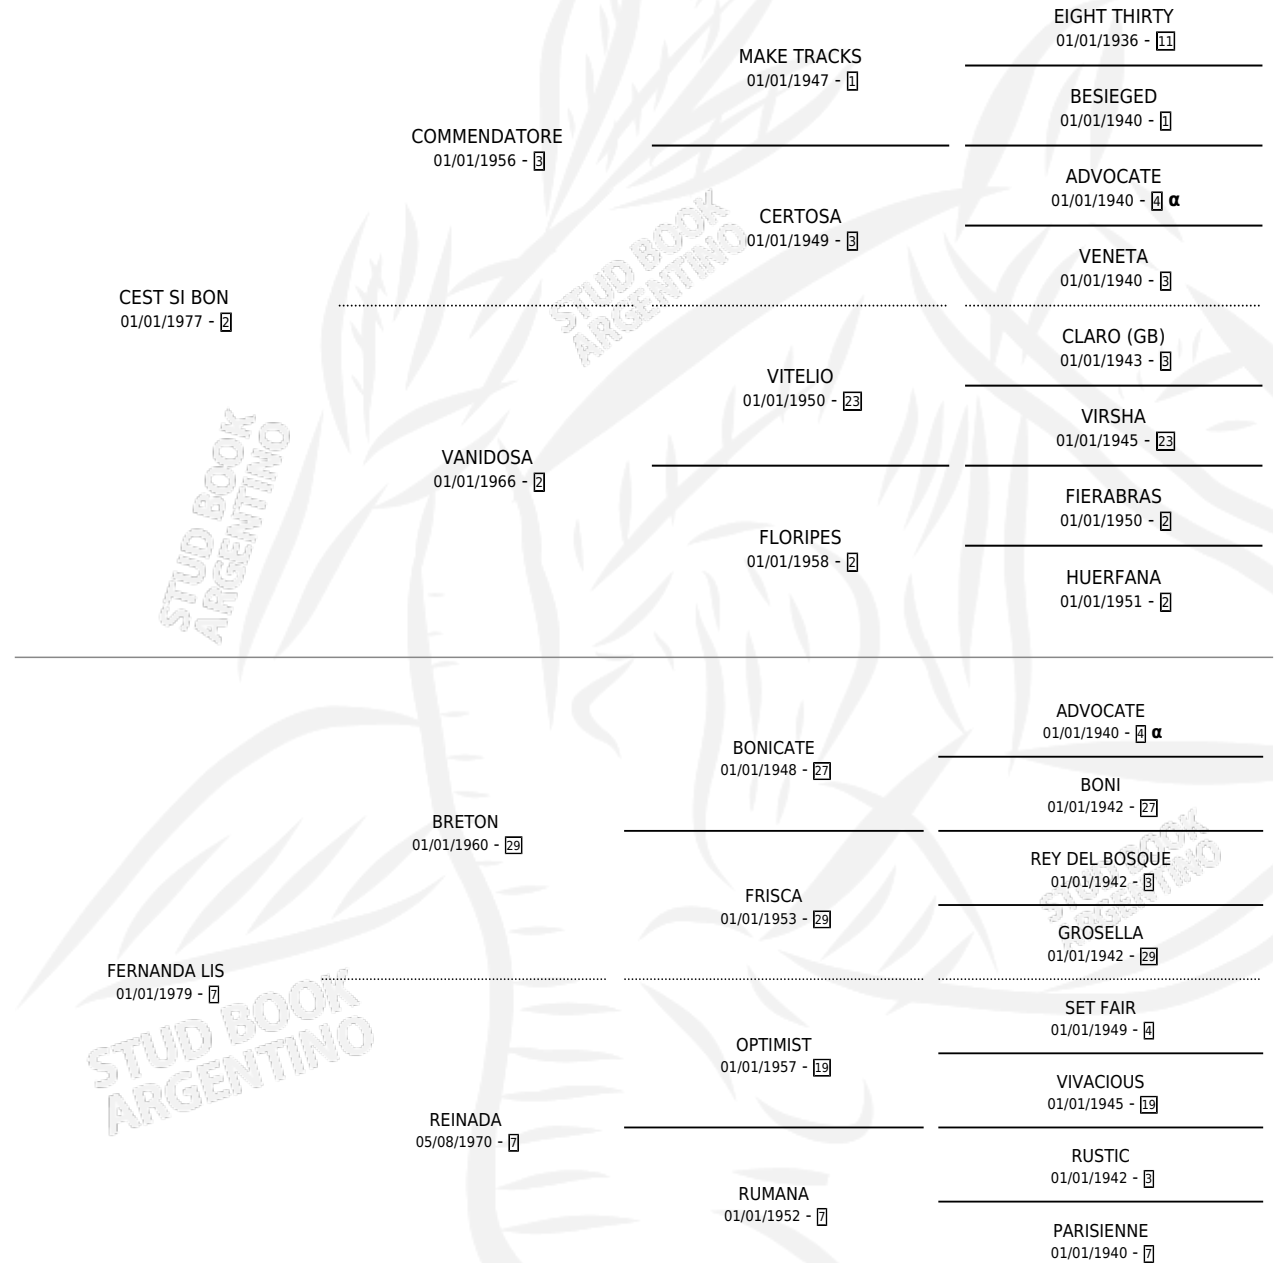 EIGHT THIRTY
01/01/1936 - 11
MAKE TRACKS
01/01/1947 - 1
BESIEGED
01/01/1940 - 1
COMMENDATORE
01/01/1956 - 3
ADVOCATE
01/01/1940 - 4 α
CERTOSA
01/01/1949 - 3
VENETA
01/01/1940 - 3
CEST SI BON
01/01/1977 - 2
CLARO (GB)
01/01/1943 - 3
VITELIO
01/01/1950 - 23
VIRSHA
01/01/1945 - 23
VANIDOSA
01/01/1966 - 2
FIERABRAS
01/01/1950 - 2
FLORIPES
01/01/1958 - 2
HUERFANA
01/01/1951 - 2
ADVOCATE
01/01/1940 - 4 α
BONICATE
01/01/1948 - 27
BONI
01/01/1942 - 27
BRETON
01/01/1960 - 29
REY DEL BOSQUE
01/01/1942 - 3
FRISCA
01/01/1953 - 29
GROSELLA
01/01/1942 - 29
FERNANDA LIS
01/01/1979 - 7
SET FAIR
01/01/1949 - 4
OPTIMIST
01/01/1957 - 19
VIVACIOUS
01/01/1945 - 19
REINADA
05/08/1970 - 7
RUSTIC
01/01/1942 - 3
RUMANA
01/01/1952 - 7
PARISIENNE
01/01/1940 - 7
STUD BOOK
ARGENTINO
STUD BOOK
ARGENTINO
STUD BOOK
ARGENTINO
STUD BOOK
ARGENTINO